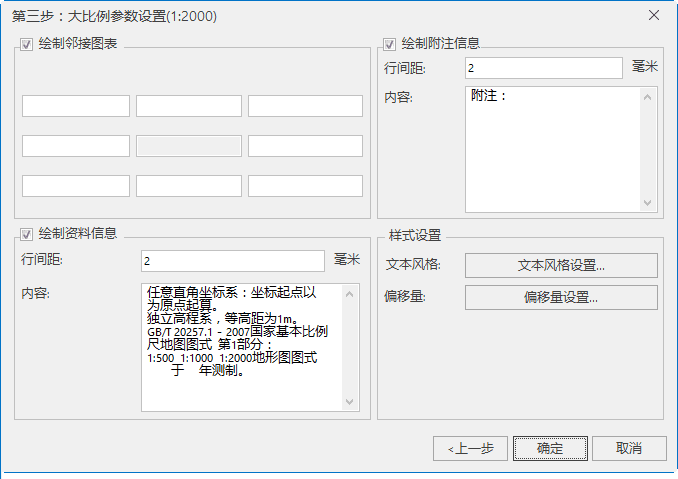 第三步：大比例参数设置(1:2000)
绘制邻接图表
绘制附注信息
行间距:
2
毫米
内容:
附注：
绘制资料信息
行间距:
2
毫米
内容:
任意直角坐标系：坐标起点以
为原点起算。
独立高程系，等高距为1m。
GB/T 20257.1－2007国家基本比例
尺地图图式 第1部分：
1:500_1:1000_1:2000地形图图式
于 年测制。
样式设置
文本风格:
文本风格设置...
偏移量:
偏移量设置...
<上一步
确定
取消